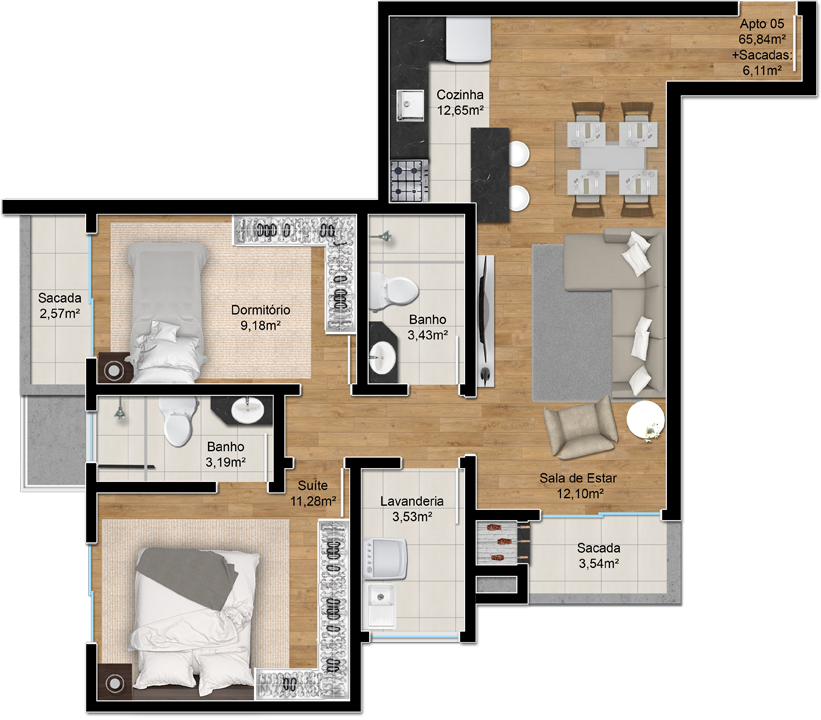 Apto 05
65,84m²
+Sacadas:
6,11m²
Cozinha
12,65m²
Sacada
2,57m²
Dormitório
9,18m²
Banho
3,43m²
Banho
3,19m²
Suíte
11,28m²
Lavanderia
3,53m²
Sala de Estar
12,10m²
Sacada
3,54m²